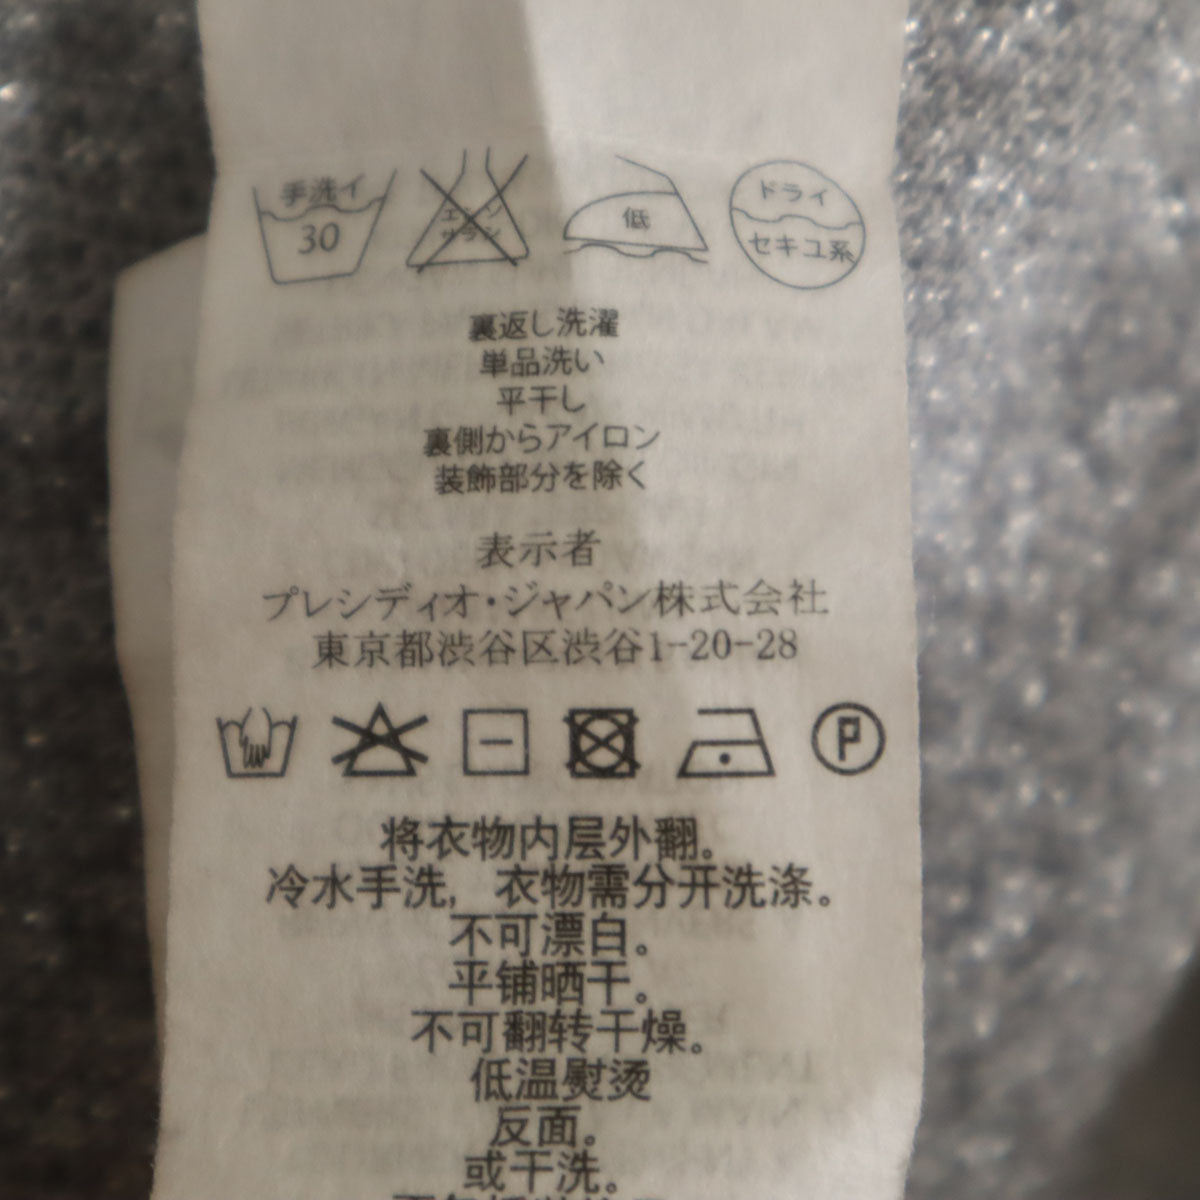 手洗イ
30
エンソ
サラシ
低
ドライ
セキユ系
裏返し洗濯
単品洗い
平干し
裏側からアイロン
装飾部分を除く
表示者
プレシディオ・ジャパン株式会社
東京都渋谷区渋谷1-20-28
P
将衣物内层外翻。
冷水手洗，衣物需分开洗涤。
不可漂白。
平铺晒干。
不可翻转干燥。
低温熨烫
反面。
或干洗。